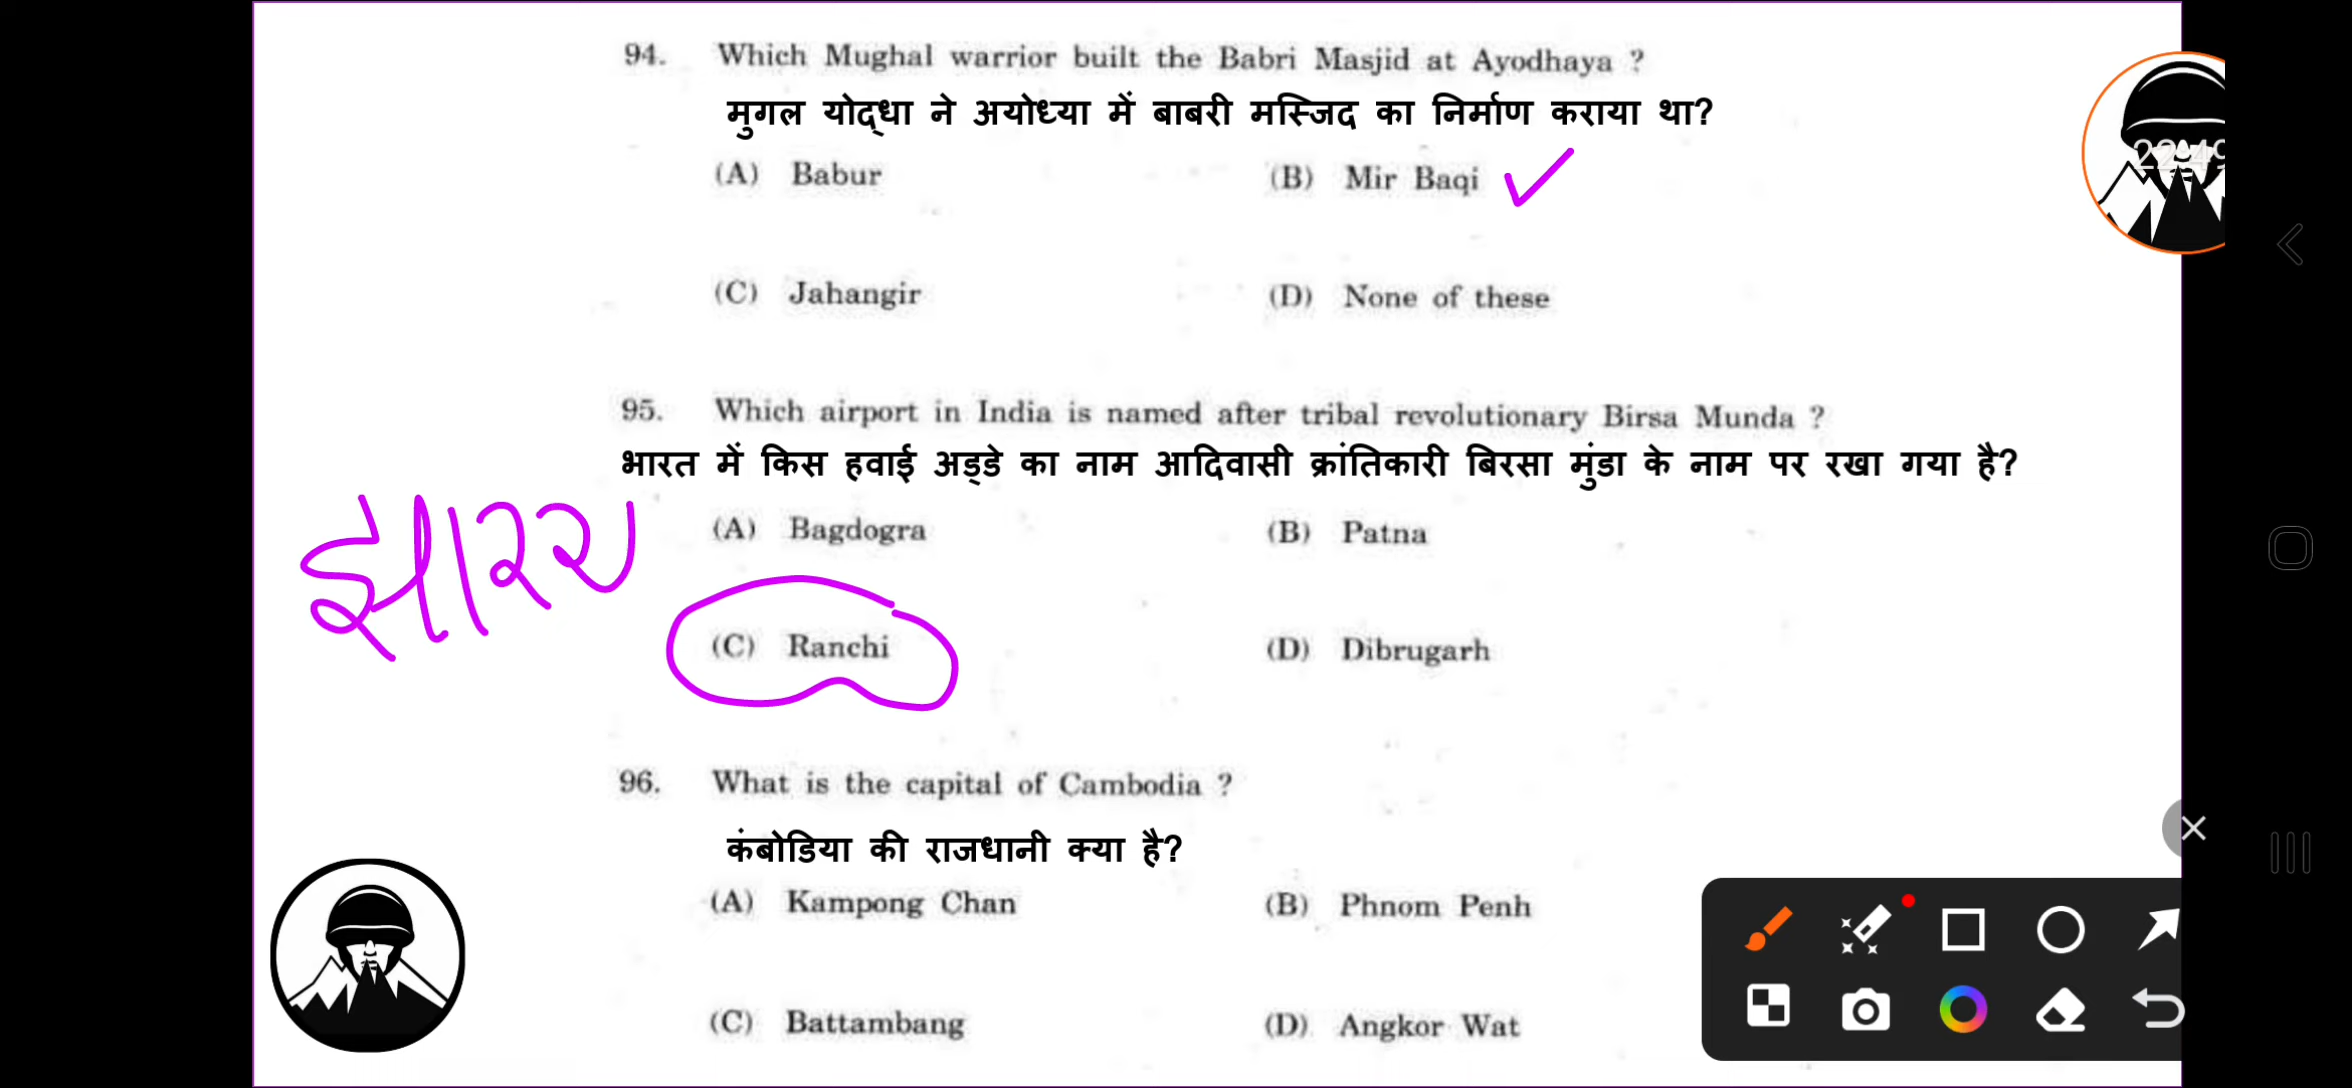 94. Which Mughal warrior built the Babri Masjid at Ayodhaya ?
मुगल योद्धा ने अयोध्या में बाबरी मस्जिद का निर्माण कराया था?
(A) Babur (B) Mir Baqi
(C) Jahangir (D) None of these
95. Which airport in India is named after tribal revolutionary Birsa Munda ?
भारत में किस हवाई अड्डे का नाम आदिवासी क्रांतिकारी बिरसा मुंडा के नाम पर रखा गया है?
(A) Bagdogra (B) Patna
(C) Ranchi (D) Dibrugarh
96. What is the capital of Cambodia ?
कंबोडिया की राजधानी क्या है?
(A) Kampong Chan (B) Phnom Penh
(C) Battambang (D) Angkor Wat